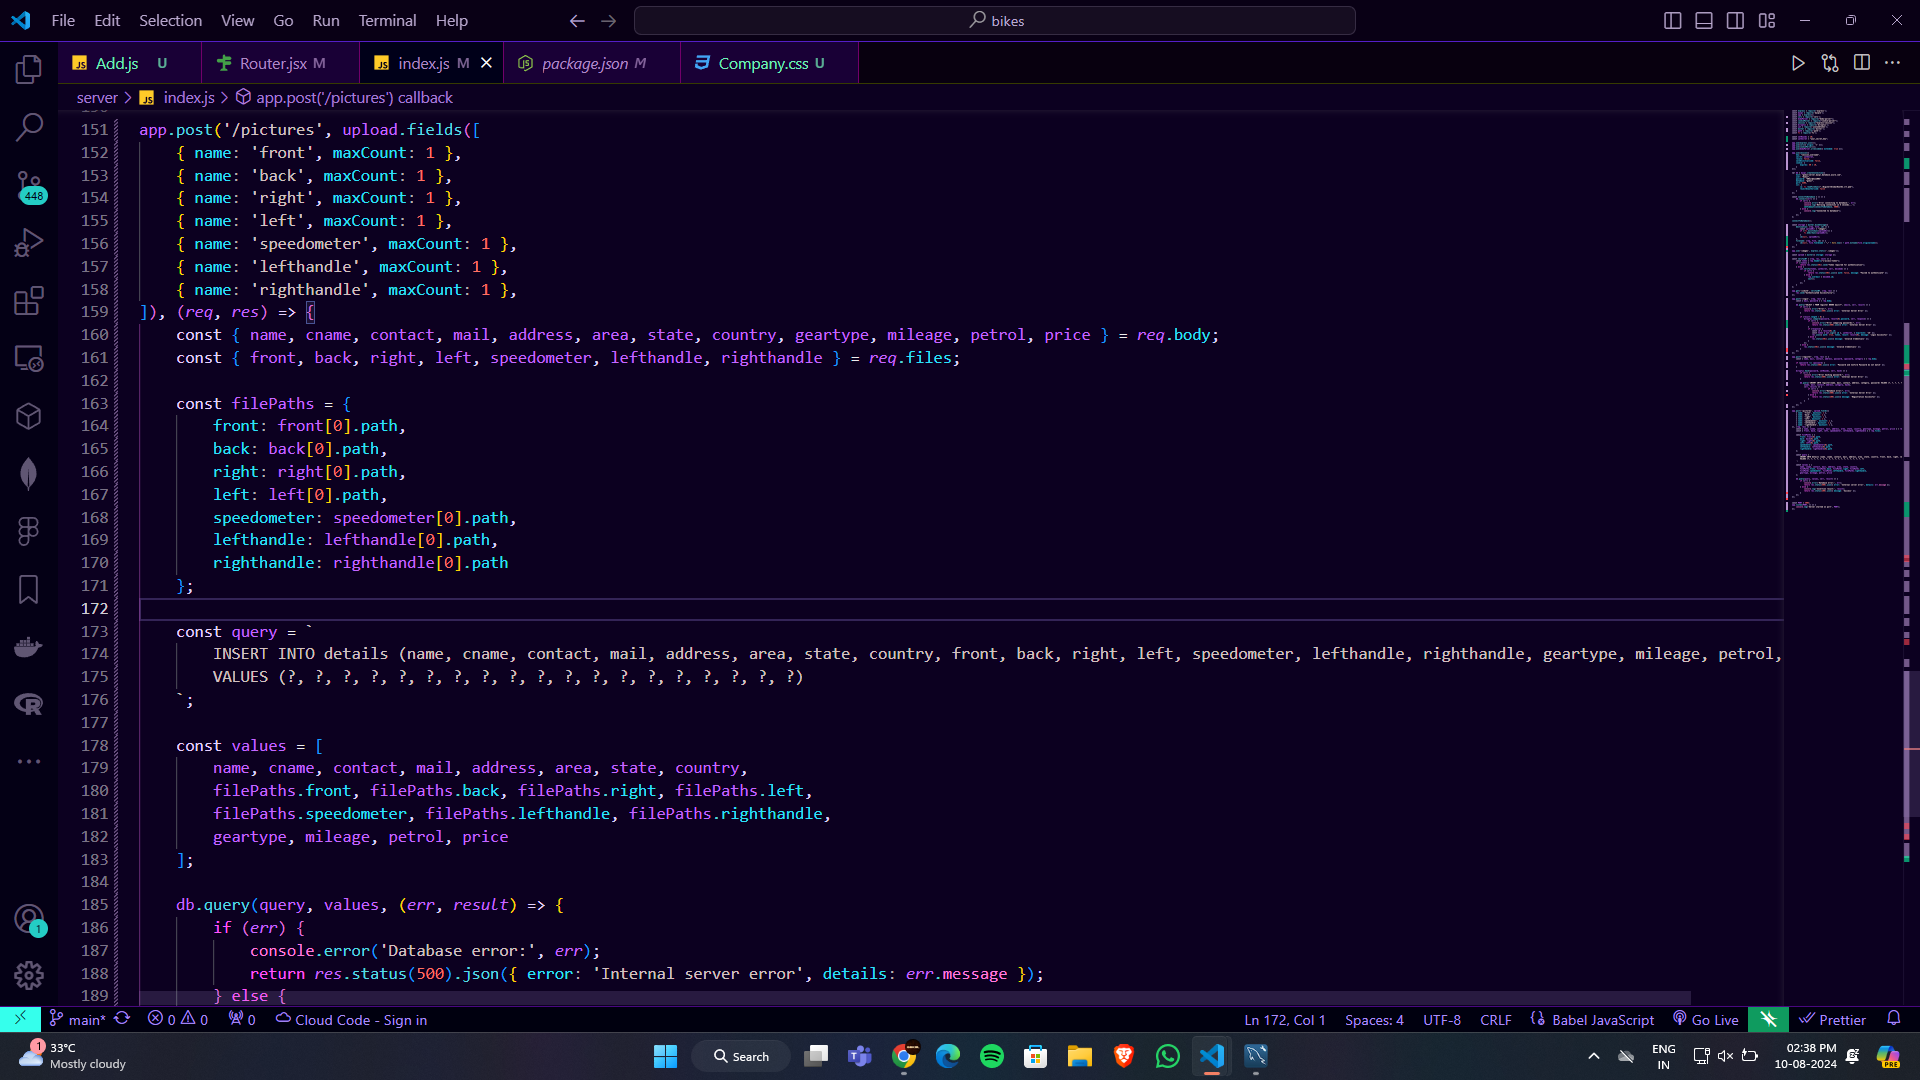 File Edit Selection View Go Run Terminal Help
bikes
Add.js U
Router.jsx M
index.js M
package.json M
Company.css U
server > index.js > app.post('/pictures') callback
151 app.post('/pictures', upload.fields([
152 { name: 'front', maxCount: 1 },
153 { name: 'back', maxCount: 1 },
154 { name: 'right', maxCount: 1 },
155 { name: 'left', maxCount: 1 },
156 { name: 'speedometer', maxCount: 1 },
157 { name: 'lefthandle', maxCount: 1 },
158 { name: 'righthandle', maxCount: 1 },
159 ]), (req, res) => {
160 const { name, cname, contact, mail, address, area, state, country, geartype, mileage, petrol, price } = req.body;
161 const { front, back, right, left, speedometer, lefthandle, righthandle } = req.files;
162
163 const filePaths = {
164 front: front[0].path,
165 back: back[0].path,
166 right: right[0].path,
167 left: left[0].path,
168 speedometer: speedometer[0].path,
169 lefthandle: lefthandle[0].path,
170 righthandle: righthandle[0].path
171 };
172
173 const query = `
174 INSERT INTO details (name, cname, contact, mail, address, area, state, country, front, back, right, left, speedometer, lefthandle, righthandle, geartype, mileage, petrol,
175 VALUES (?, ?, ?, ?, ?, ?, ?, ?, ?, ?, ?, ?, ?, ?, ?, ?, ?, ?, ?)
176 `;
177
178 const values = [
179 name, cname, contact, mail, address, area, state, country,
180 filePaths.front, filePaths.back, filePaths.right, filePaths.left,
181 filePaths.speedometer, filePaths.lefthandle, filePaths.righthandle,
182 geartype, mileage, petrol, price
183 ];
184
185 db.query(query, values, (err, result) => {
186 if (err) {
187 console.error('Database error:', err);
188 return res.status(500).json({ error: 'Internal server error', details: err.message });
189 } else {
448
1
main* 0 0 0 Cloud Code - Sign in
Ln 172, Col 1 Spaces: 4 UTF-8 CRLF Babel JavaScript Go Live Prettier
1
33°C
Mostly cloudy
Search
ENG
IN
02:38 PM
10-08-2024
PRE